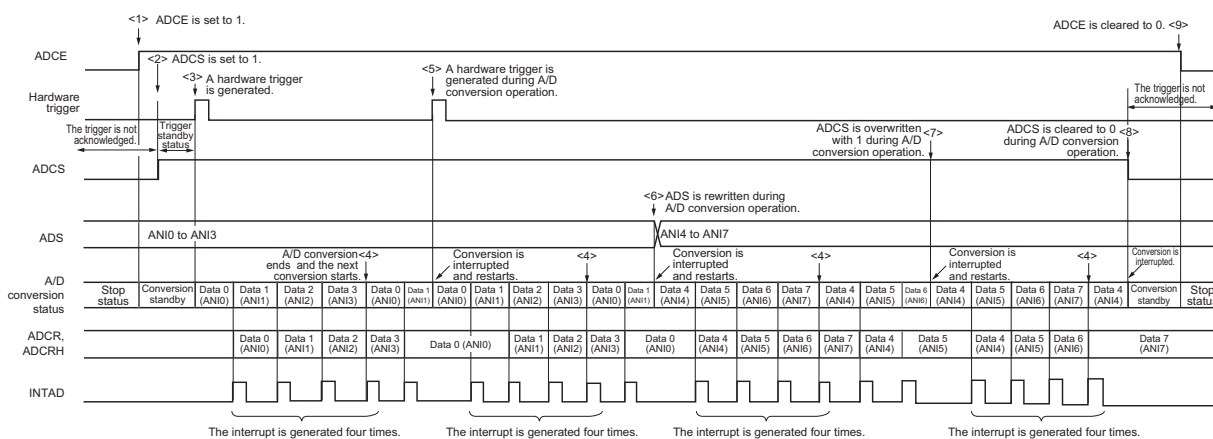 <1> ADCE is set to 1.
ADCE is cleared to 0. <9>
ADCE
<2> ADCS is set to 1.
<3> A hardware trigger
is generated.
<5> A hardware trigger is
generated during A/D
conversion operation.
Hardware
trigger
The trigger is not
acknowledged.
Trigger
standby
status
The trigger is not
acknowledged.
ADCS is overwritten <7>
with 1 during A/D
conversion operation.
ADCS is cleared to 0 <8>
during A/D conversion
operation.
ADCS
<6> ADS is rewritten during
A/D conversion operation.
ADS
ANI0 to ANI3
ANI4 to ANI7
A/D conversion <4>
ends and the next
conversion starts.
Conversion is
interrupted
and restarts.
<4>
Conversion is
interrupted
and restarts.
<4>
Conversion is
interrupted
and restarts.
<4>
Conversion is
interrupted.
A/D
conversion
status
Stop
status
Conversion
standby
Data 0
(ANI0)
Data 1
(ANI1)
Data 2
(ANI2)
Data 3
(ANI3)
Data 0
(ANI0)
Data 1
(ANI1)
Data 0
(ANI0)
Data 1
(ANI1)
Data 2
(ANI2)
Data 3
(ANI3)
Data 0
(ANI0)
Data 1
(ANI1)
Data 4
(ANI4)
Data 5
(ANI5)
Data 6
(ANI6)
Data 7
(ANI7)
Data 4
(ANI4)
Data 5
(ANI5)
Data 6
(ANI6)
Data 4
(ANI4)
Data 5
(ANI5)
Data 6
(ANI6)
Data 7
(ANI7)
Data 4
(ANI4)
Conversion
standby
Stop
status
ADCR,
ADCRH
Data 0
(ANI0)
Data 1
(ANI1)
Data 2
(ANI2)
Data 3
(ANI3)
Data 0 (ANI0)
Data 1
(ANI1)
Data 2
(ANI2)
Data 3
(ANI3)
Data 0
(ANI0)
Data 4
(ANI4)
Data 5
(ANI5)
Data 6
(ANI6)
Data 7
(ANI7)
Data 4
(ANI4)
Data 5
(ANI5)
Data 4
(ANI4)
Data 5
(ANI5)
Data 6
(ANI6)
Data 7
(ANI7)
INTAD
The interrupt is generated four times.
The interrupt is generated four times.
The interrupt is generated four times.
The interrupt is generated four times.